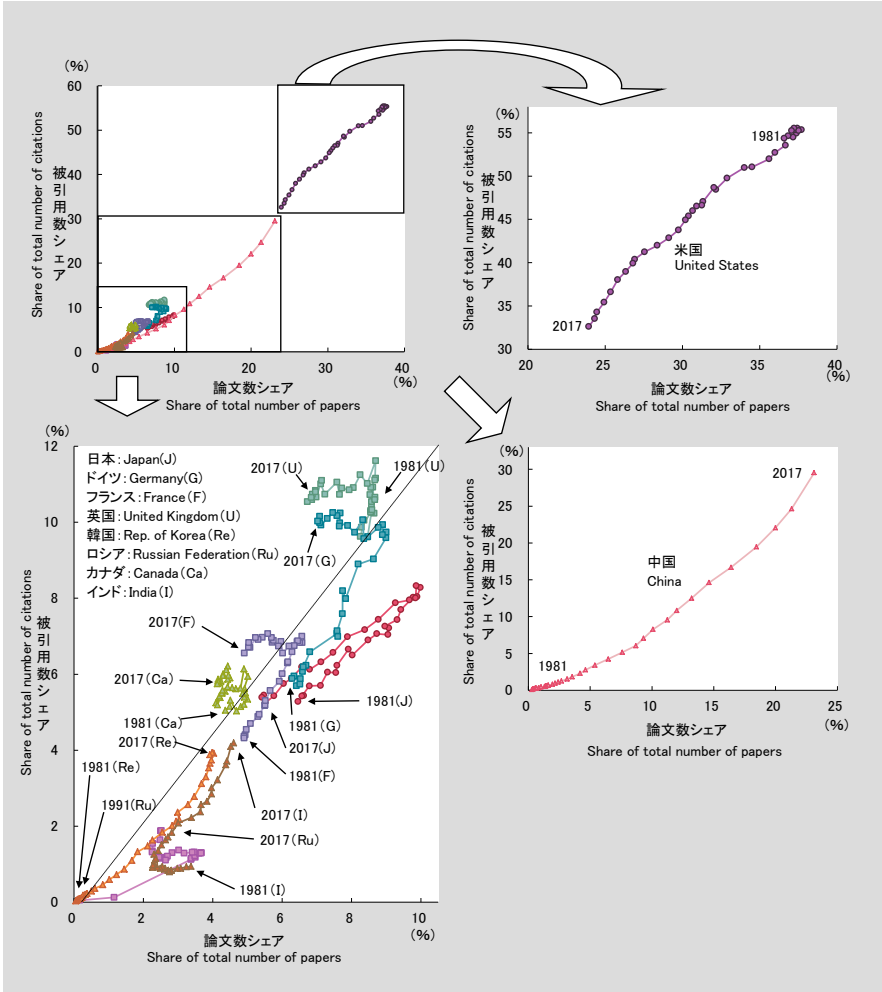 (%)
60
50
40
30
20
10
0
Share of total number of citations
被引用数シェア
0 10 20 30 40
(%)
論文数シェア
Share of total number of papers
(%)
55
50
45
40
35
30
Share of total number of citations
被引用数シェア
1981
米国
United States
2017
20 25 30 35 40
(%)
論文数シェア
Share of total number of papers
(%)
12
10
8
6
4
2
0
Share of total number of citations
被引用数シェア
日本:Japan(J)
ドイツ:Germany(G)
フランス:France(F)
英国:United Kingdom(U)
韓国:Rep. of Korea(Re)
ロシア:Russian Federation(Ru)
カナダ:Canada(Ca)
インド:India(I)
2017(U)
1981(U)
2017(G)
2017(F)
2017(Ca)
1981(Ca)
1981(J)
1981(G)
2017(Re)
2017(J)
1981(Re)
1981(F)
1991(Ru)
2017(I)
2017(Ru)
1981(I)
0 2 4 6 8 10
(%)
論文数シェア
Share of total number of papers
(%)
30
25
20
15
10
5
0
Share of total number of citations
被引用数シェア
2017
中国
China
1981
0 5 10 15 20 25
(%)
論文数シェア
Share of total number of papers